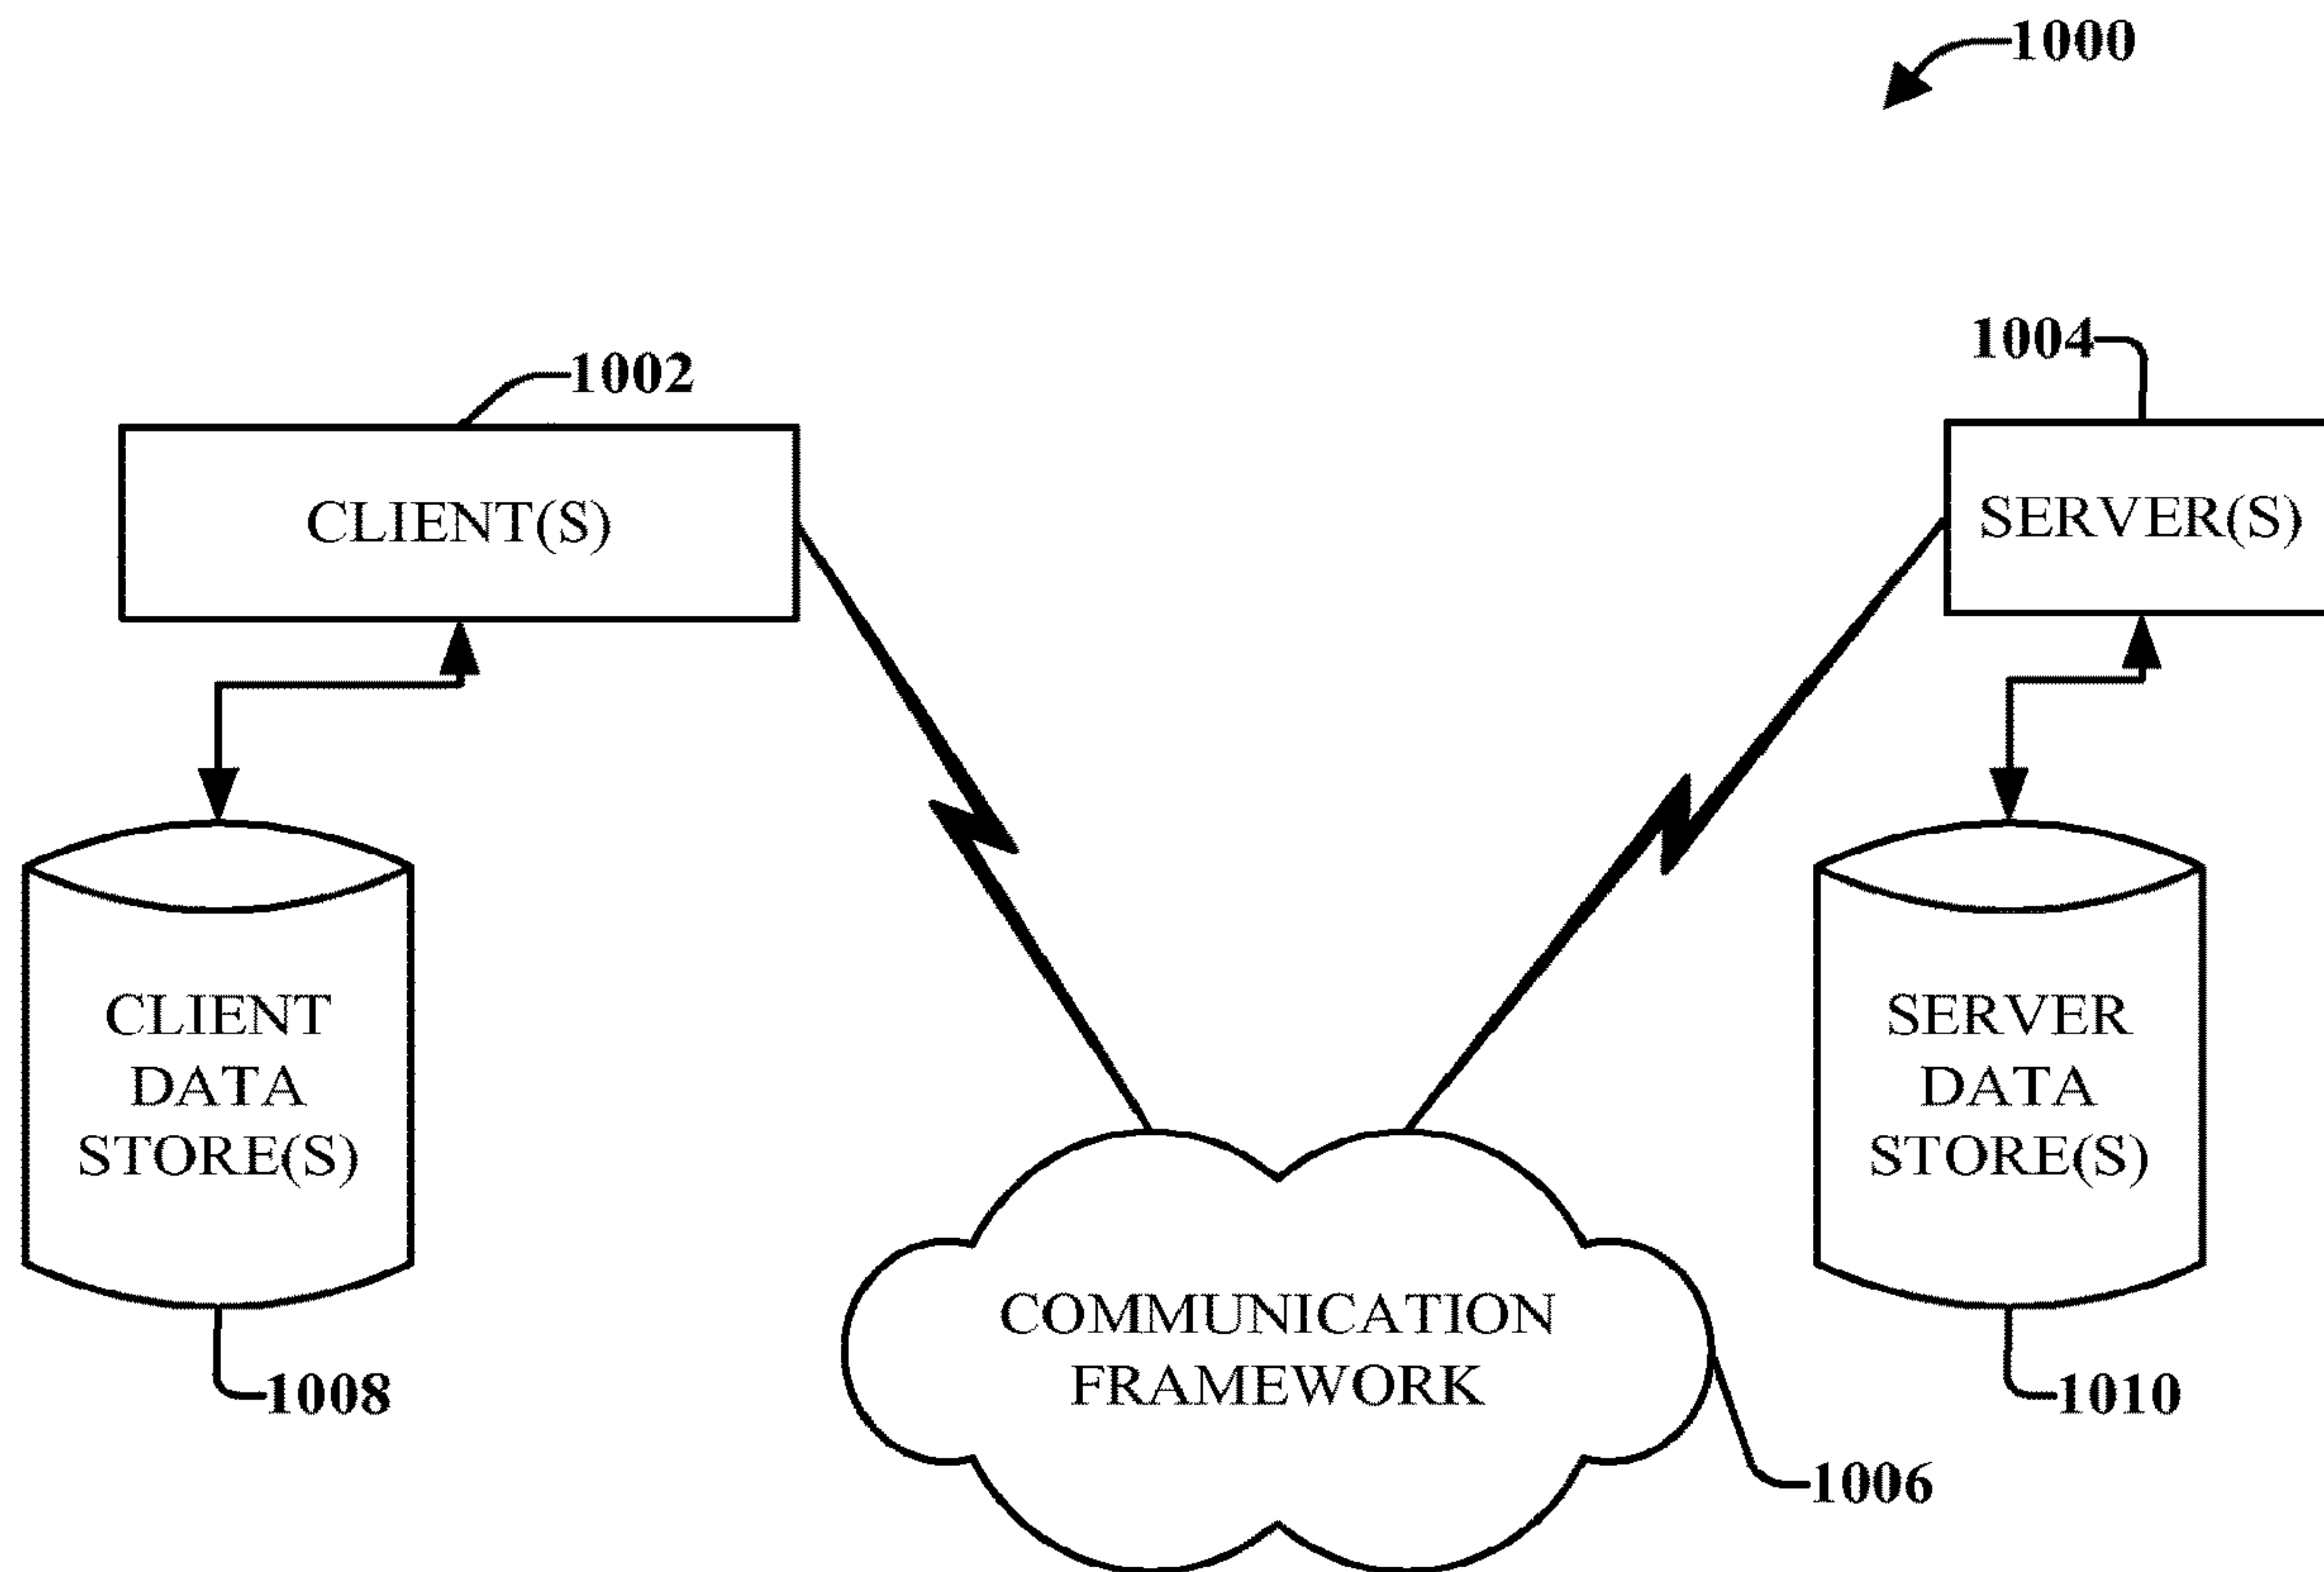 1000
1002
1004
CLIENT(S)
SERVER(S)
CLIENT
DATA
STORE(S)
SERVER
DATA
STORE(S)
COMMUNICATION
FRAMEWORK
1008
1010
1006